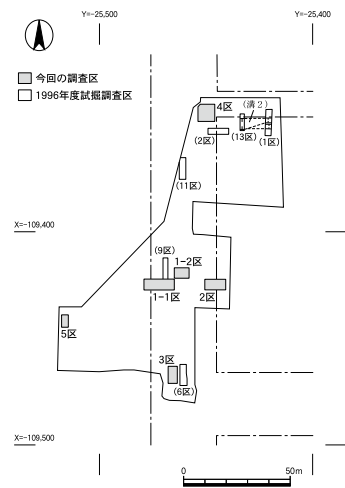 Y=-25,500
Y=-25,400
今回の調査区
1996年度試掘調査区
4区
(溝2)
(2区)
(13区)
(1区)
(11区)
X=-109,400
(9区)
1-2区
1-1区
2区
5区
3区
(6区)
X=-109,500
0
50m